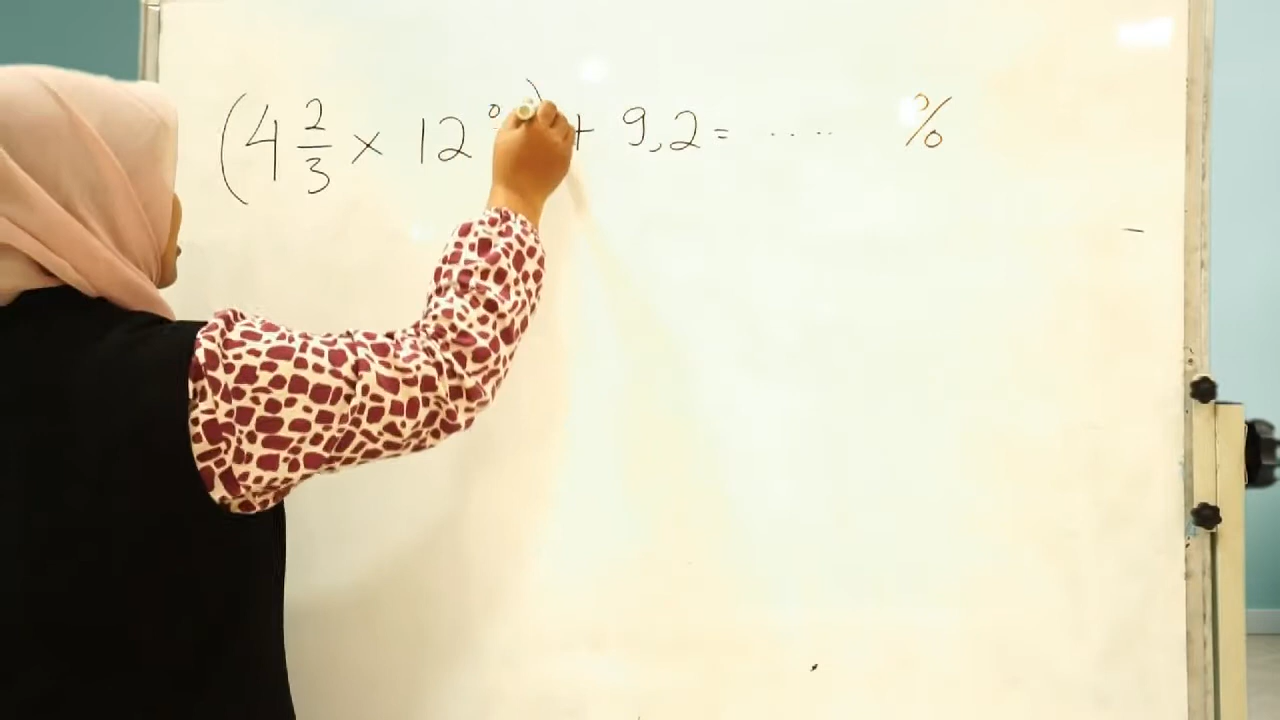 (4 2/3 × 12%) + 9,2 = .... %